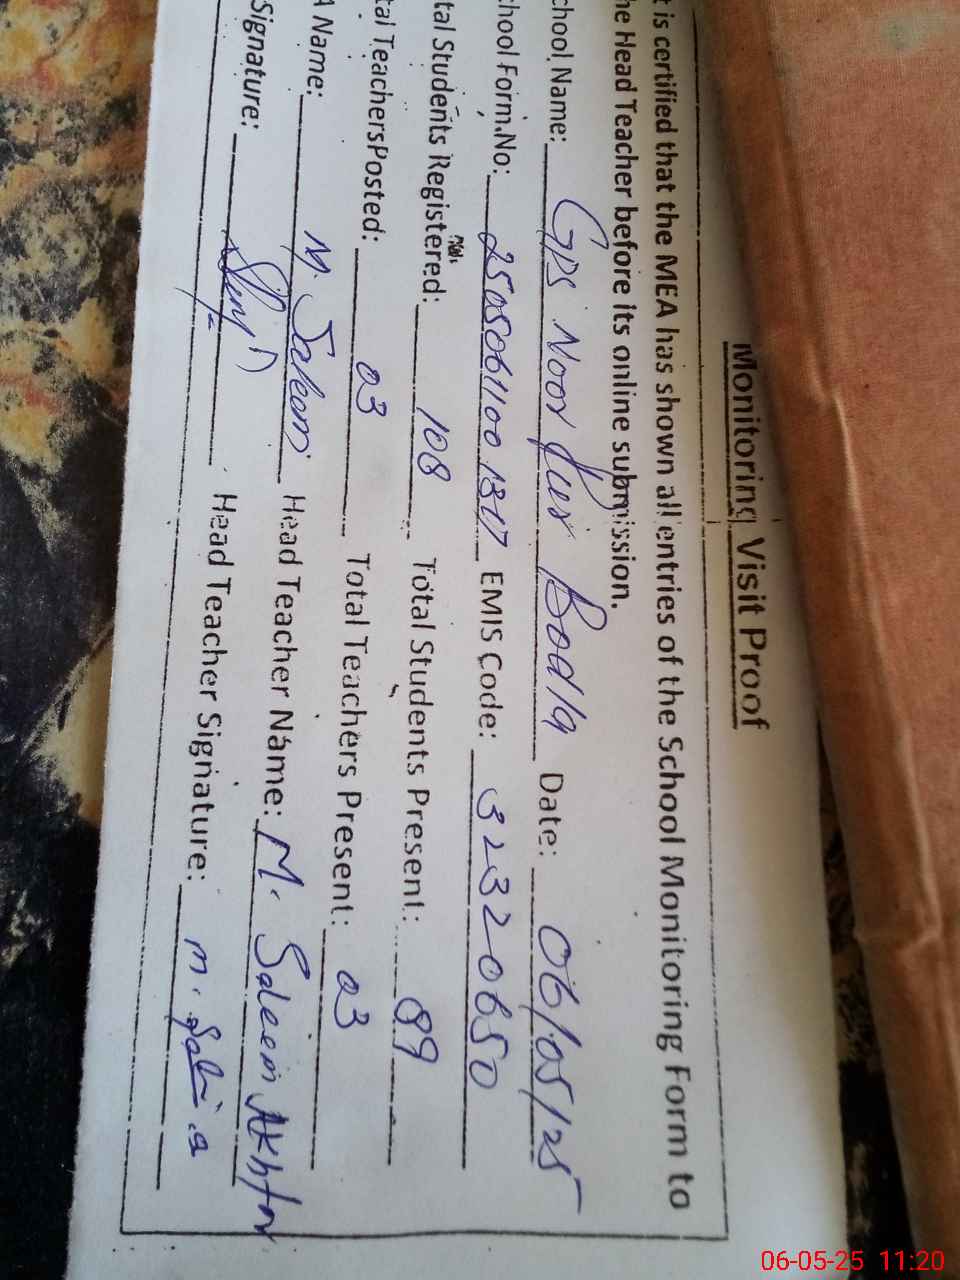 Monitoring Visit Proof
t is certified that the MEA has shown all entries of the School Monitoring Form to
he Head Teacher before its online submission.
chool Name: GPS Noor Bodla Date: 06/05/25
chool Form.No: 2505061100 1317 EMIS Code: 32320650
tal Students Registered: 108 Total Students Present: 89
tal TeachersPosted: 03 Total Teachers Present: 03
A Name: M. Saleem Head Teacher Name: M. Saleem Akhtar
Signature: Head Teacher Signature:
06-05-25 11:20